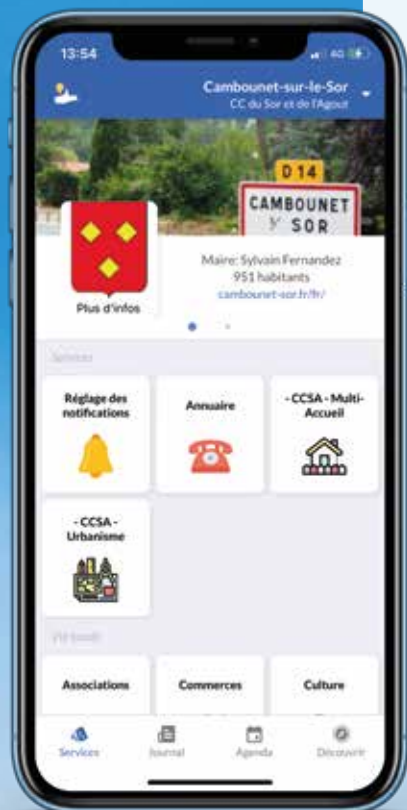 13:54
4G
Cambounet-sur-le-Sor
CC du Sor et de l'Agout
D 14
CAMBOUNET
S/ SOR
Maire: Sylvain Fernandez
951 habitants
cambounet-sor.fr/fr/
Plus d'infos
Services
Réglage des
notifications
Annuaire
- CCSA - Multi-
Accueil
- CCSA -
Urbanisme
Associations
Commerces
Culture
Services
Journal
Agenda
Découvrir